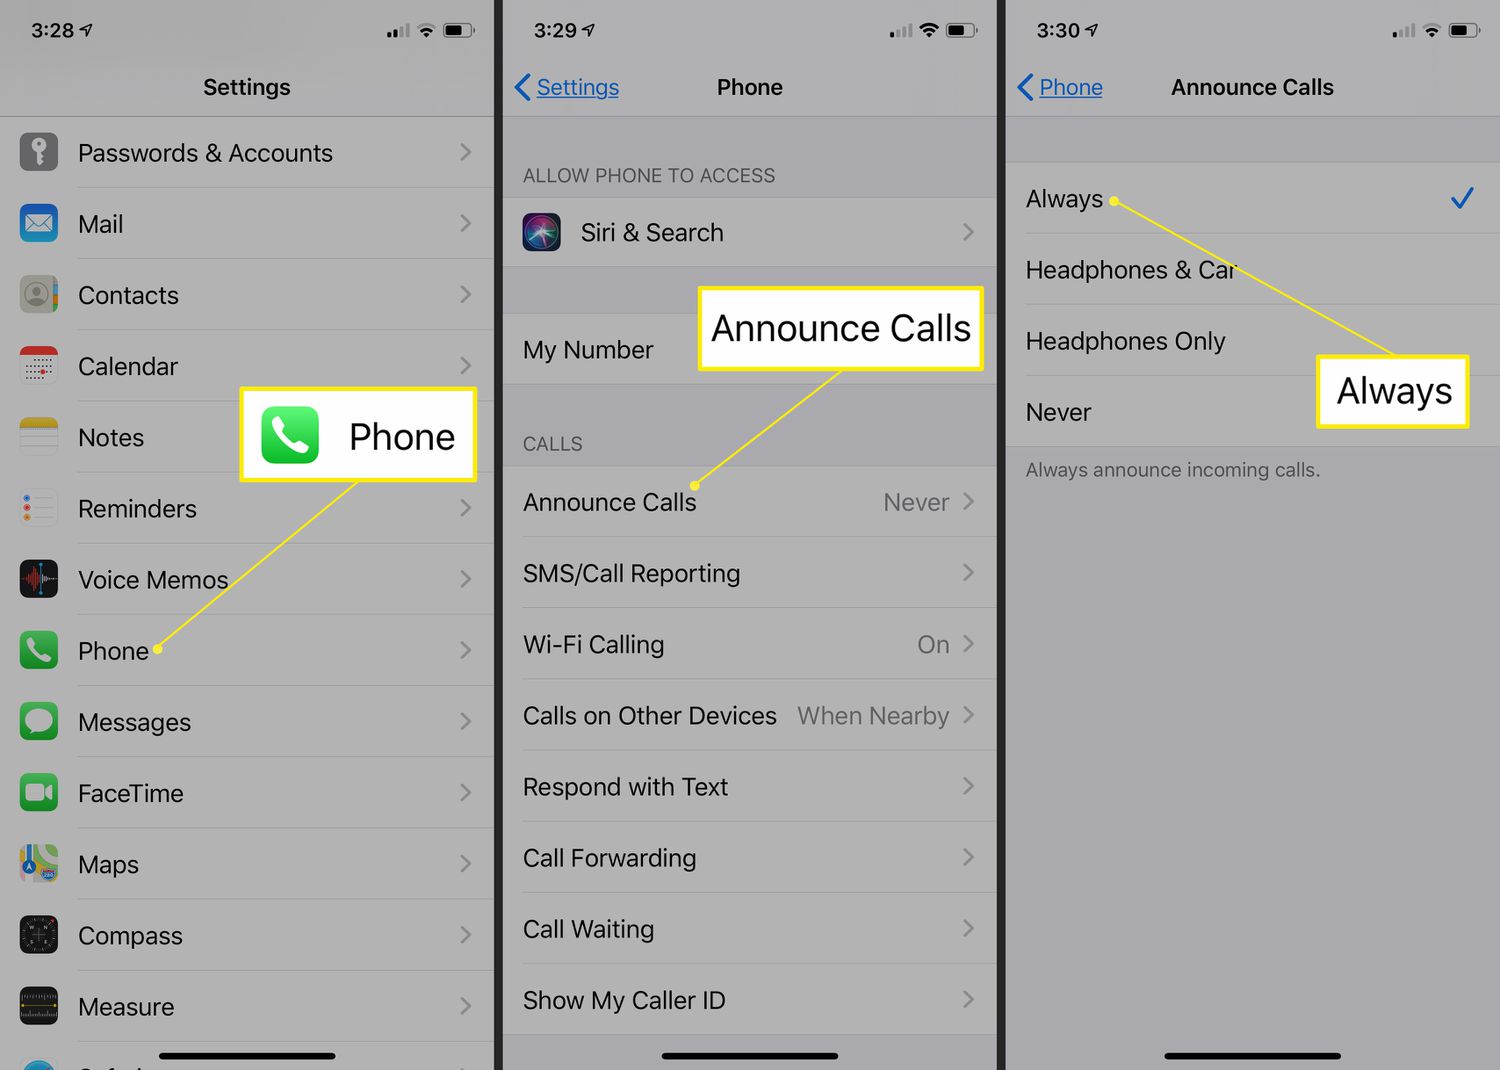 3:28
Settings
Passwords & Accounts
Mail
Contacts
Calendar
Notes
Phone
Reminders
Voice Memos
Phone
Messages
FaceTime
Maps
Compass
Measure
3:29
Settings
Phone
ALLOW PHONE TO ACCESS
Siri & Search
Announce Calls
My Number
CALLS
Announce Calls Never
SMS/Call Reporting
Wi-Fi Calling On
Calls on Other Devices When Nearby
Respond with Text
Call Forwarding
Call Waiting
Show My Caller ID
3:30
Phone
Announce Calls
Always
Headphones & Car
Headphones Only
Always
Never
Always announce incoming calls.